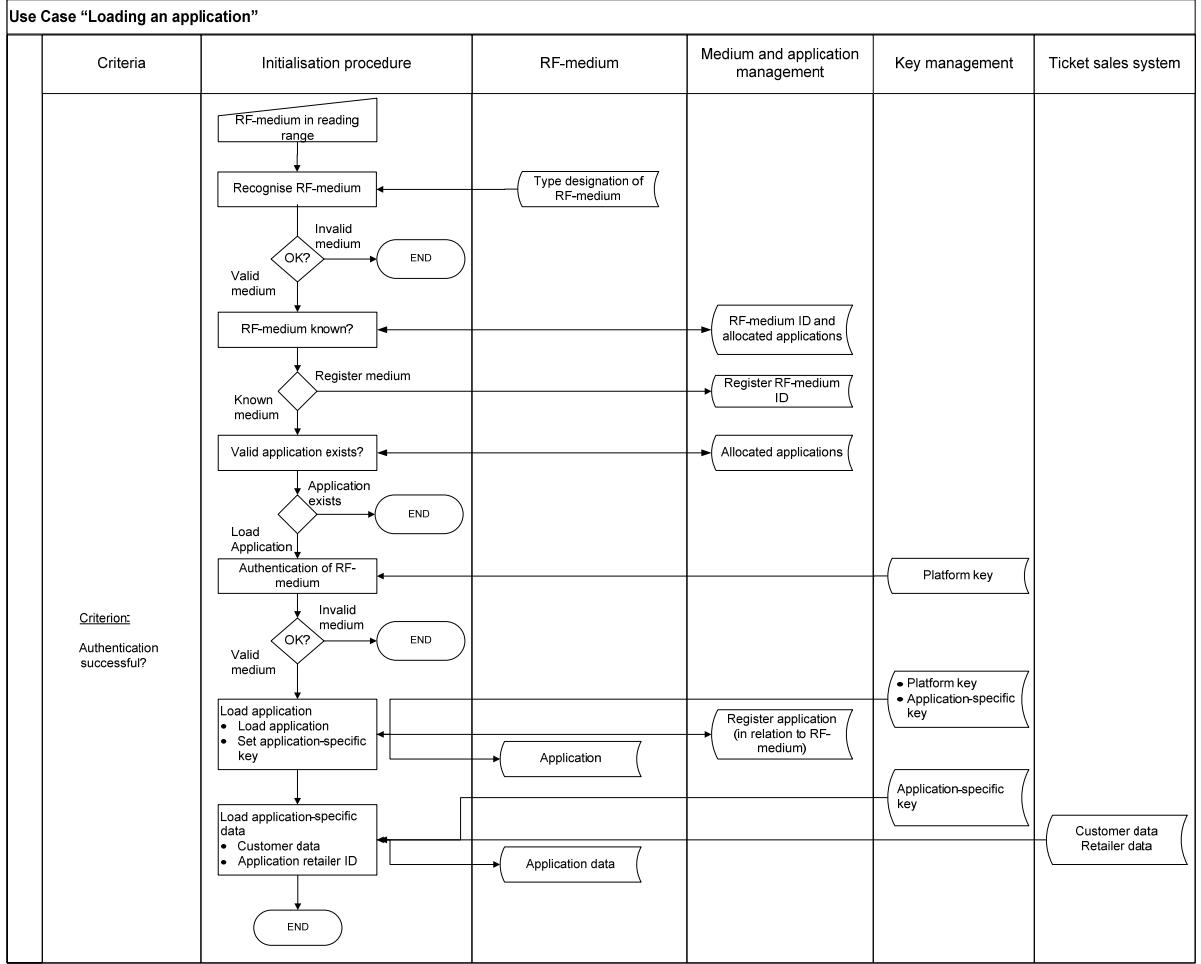 Use Case “Loading an application”
Criteria
Initialisation procedure
RF-medium
Medium and application
management
Key management
Ticket sales system
RF-medium in reading
range
Recognise RF-medium
Type designation of
RF-medium
Invalid
medium
OK?
END
Valid
medium
RF-medium known?
RF-medium ID and
allocated applications
Register medium
Register RF-medium
ID
Known
medium
Valid application exists?
Allocated applications
Application
exists
END
Load
Application
Authentication of RF-
medium
Platform key
Criterion:
Authentication
successful?
Invalid
medium
OK?
END
Valid
medium
• Platform key
• Application-specific
key
Load application
• Load application
• Set application-specific
key
Register application
(in relation to RF-
medium)
Application
Application-specific
key
Load application-specific
data
• Customer data
• Application retailer ID
Customer data
Retailer data
Application data
END